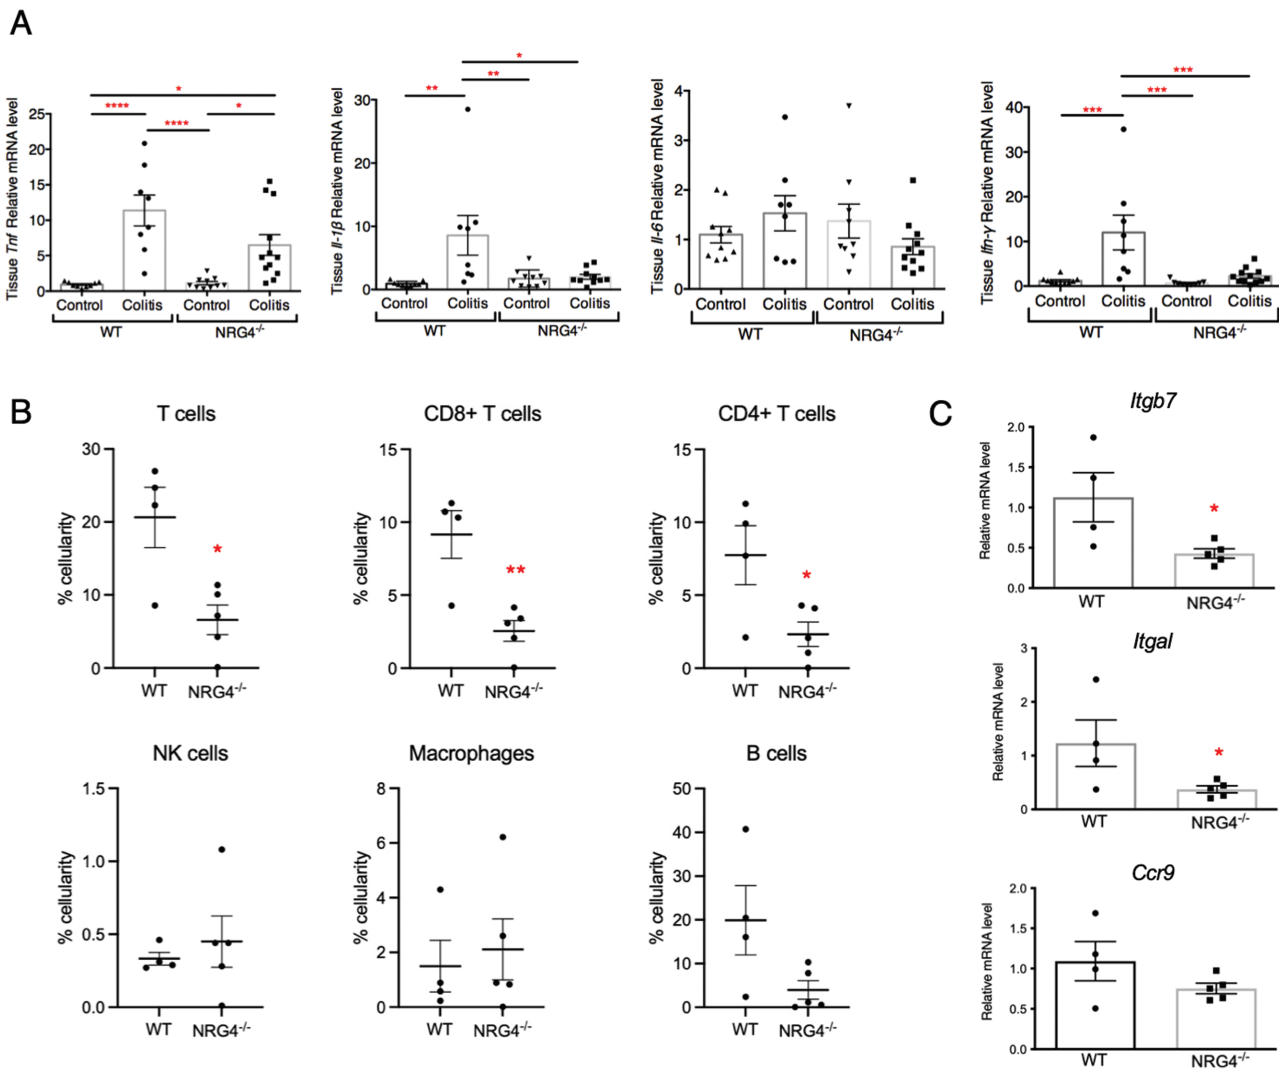 A
Tissue Tnf Relative mRNA level
25
20
15
10
5
0
*
****
*
****
Control Colitis Control Colitis
WT NRG4-/-
Tissue Il-1β Relative mRNA level
30
20
10
0
*
**
**
Control Colitis Control Colitis
WT NRG4-/-
Tissue Il-6 Relative mRNA level
4
3
2
1
0
Control Colitis Control Colitis
WT NRG4-/-
Tissue Ifn-γ Relative mRNA level
40
30
20
10
0
***
***
***
Control Colitis Control Colitis
WT NRG4-/-
B
T cells
% cellularity
30
20
10
0
*
WT NRG4-/-
CD8+ T cells
% cellularity
15
10
5
0
**
WT NRG4-/-
CD4+ T cells
% cellularity
15
10
5
0
*
WT NRG4-/-
NK cells
% cellularity
1.5
1.0
0.5
0.0
WT NRG4-/-
Macrophages
% cellularity
8
6
4
2
0
WT NRG4-/-
B cells
% cellularity
50
40
30
20
10
0
WT NRG4-/-
C
Itgb7
Relative mRNA level
2.0
1.5
1.0
0.5
0.0
*
WT NRG4-/-
Itgal
Relative mRNA level
3
2
1
0
*
WT NRG4-/-
Ccr9
Relative mRNA level
2.0
1.5
1.0
0.5
0.0
WT NRG4-/-